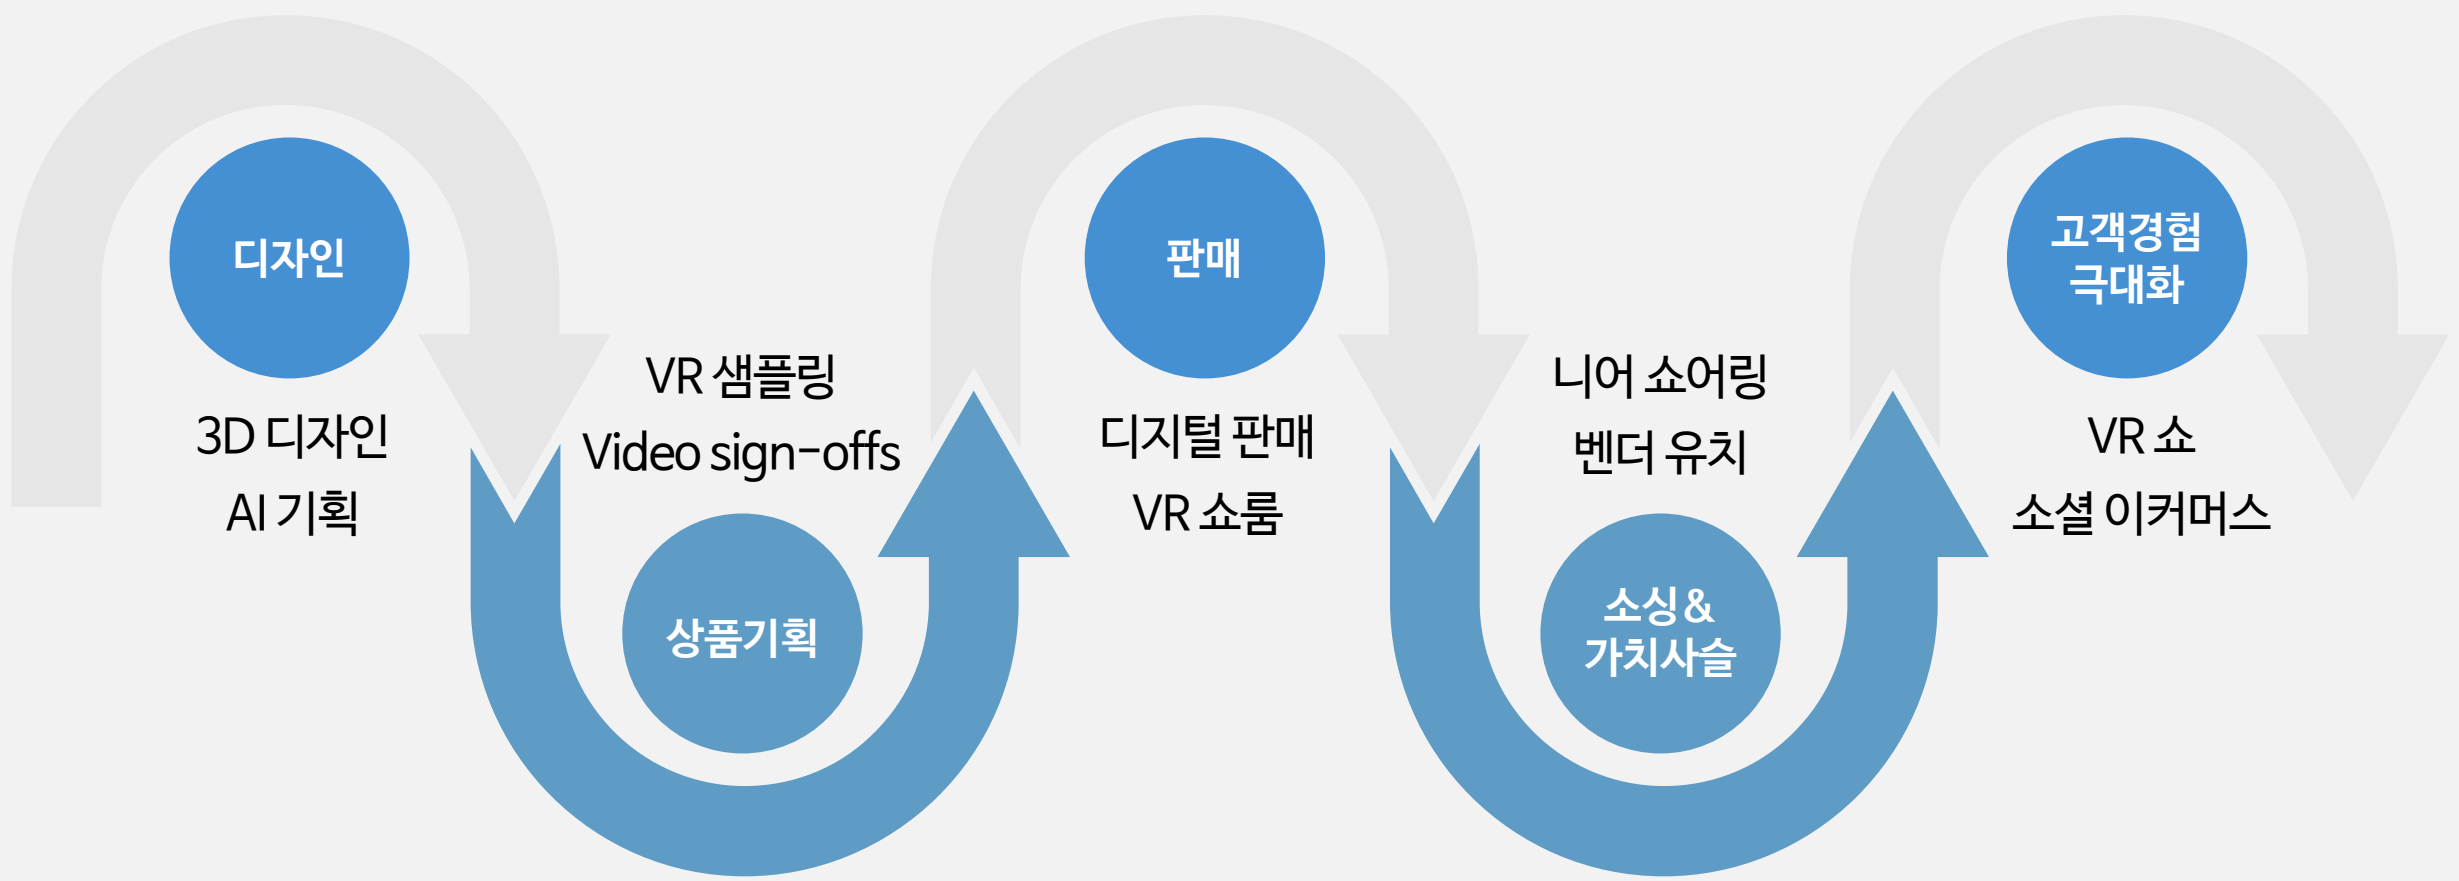 디자인
3D 디자인
AI 기획
VR 샘플링
Video sign-offs
상품기획
판매
디지털 판매
VR 쇼룸
니어 쇼어링
벤더 유치
소싱 &
가치사슬
고객경험
극대화
VR 쇼
소셜 이커머스